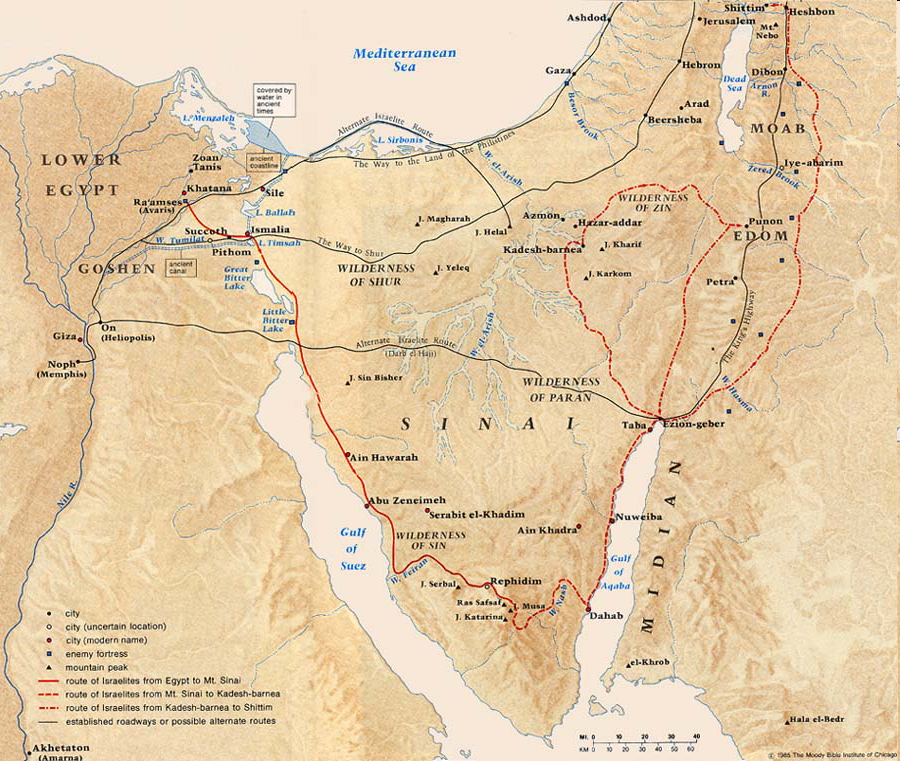 Shittim
Heshbon
Ashdod
Jerusalem
Mt.
Nebo
Mediterranean
Sea
Hebron
Gaza
Dead
Sea
Dibon
Arnon
R.
covered by
water in
ancient
times
Besor Brook
Arad
Beersheba
L. Menzaleh
Alternate Israelite Route
L. Sirbonis
MOAB
LOWER
EGYPT
Zoan/
Tanis
ancient
coastline
The Way to the Land of the Philistines
W. el-Arish
Iye-abarim
Zered Brook
Khatana
Sile
Ra'amses
(Avaris)
L. Ballah
WILDERNESS
OF ZIN
J. Magharah
Azmon
Hazar-addar
Punon
EDOM
Succoth
Ismalia
J. Helal
W. Tumilat
L. Timsah
The Way to Shur
Kadesh-barnea
J. Kharif
Pithom
GOSHEN
ancient
canal
Great
Bitter
Lake
WILDERNESS
OF SHUR
J. Yeleq
J. Karkom
Petra
Little
Bitter
Lake
W. el-Arish
The King's Highway
Giza
On
(Heliopolis)
Alternate Israelite Route
(Darb el Hajj)
Noph
(Memphis)
J. Sin Bisher
WILDERNESS
OF PARAN
W. Hasma
SINAI
Taba
Ezion-geber
Ain Hawarah
Nile R.
Abu Zeneimeh
Serabit el-Khadim
Ain Khadra
Nuweiba
MIDIAN
WILDERNESS
OF SIN
Gulf
of
Suez
Gulf
of
Aqaba
W. Feiran
J. Serbal
Rephidim
W. Nasb
Ras Safsaf
J. Musa
J. Katarina
Dahab
el-Khrob
Hala el-Bedr
city
city (uncertain location)
city (modern name)
enemy fortress
mountain peak
route of Israelites from Egypt to Mt. Sinai
route of Israelites from Mt. Sinai to Kadesh-barnea
route of Israelites from Kadesh-barnea to Shittim
established roadways or possible alternate routes
Akhetaton
(Amarna)
MI. 0 10 20 30 40
KM 0 10 20 30 40 60
© 1985 The Moody Bible Institute of Chicago